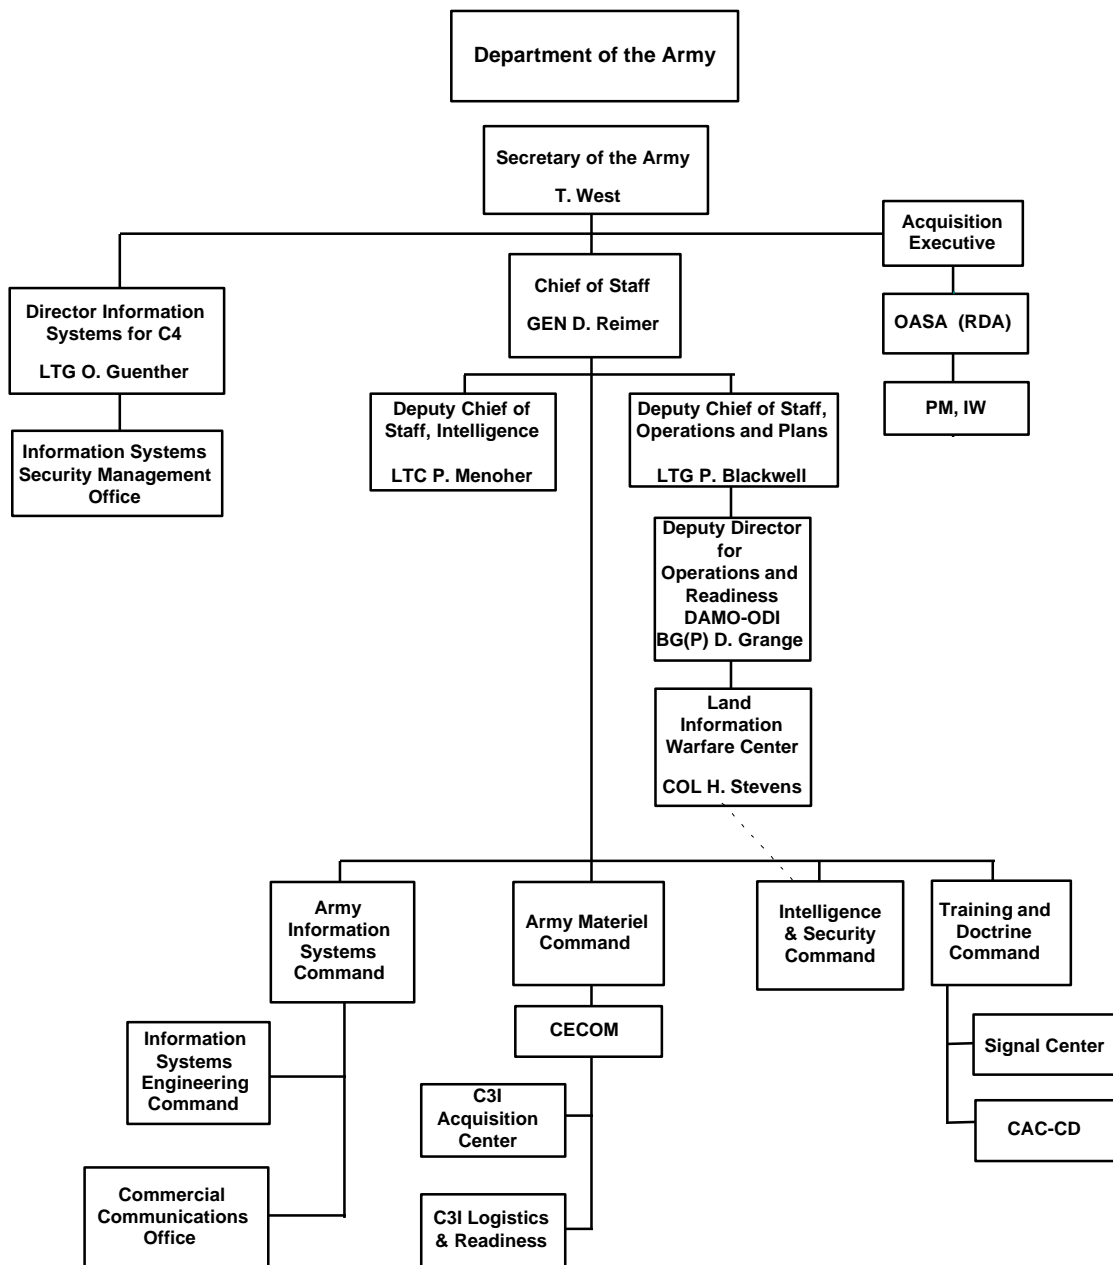 Department of the Army
Secretary of the Army
T. West
Acquisition
Executive
Director Information
Systems for C4
LTG O. Guenther
Chief of Staff
GEN D. Reimer
OASA (RDA)
PM, IW
Information Systems
Security Management
Office
Deputy Chief of
Staff, Intelligence
LTC P. Menoher
Deputy Chief of Staff,
Operations and Plans
LTG P. Blackwell
Deputy Director
for
Operations and
Readiness
DAMO-ODI
BG(P) D. Grange
Land
Information
Warfare Center
COL H. Stevens
Army
Information
Systems
Command
Army Materiel
Command
Intelligence
& Security
Command
Training and
Doctrine
Command
Information
Systems
Engineering
Command
CECOM
Signal Center
C3I
Acquisition
Center
CAC-CD
Commercial
Communications
Office
C3I Logistics
& Readiness